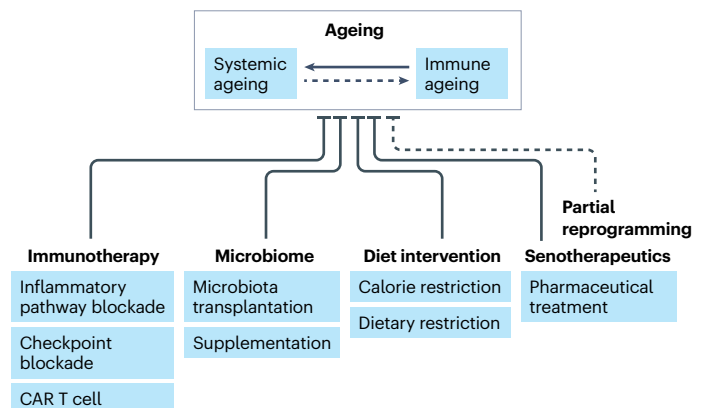 Ageing
Systemic
ageing
Immune
ageing
Partial
reprogramming
Immunotherapy
Inflammatory
pathway blockade
Checkpoint
blockade
CAR T cell
Microbiome
Microbiota
transplantation
Supplementation
Diet intervention
Calorie restriction
Dietary restriction
Senotherapeutics
Pharmaceutical
treatment